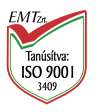 EMT Zrt.
Tanúsítva:
ISO 9001
3409